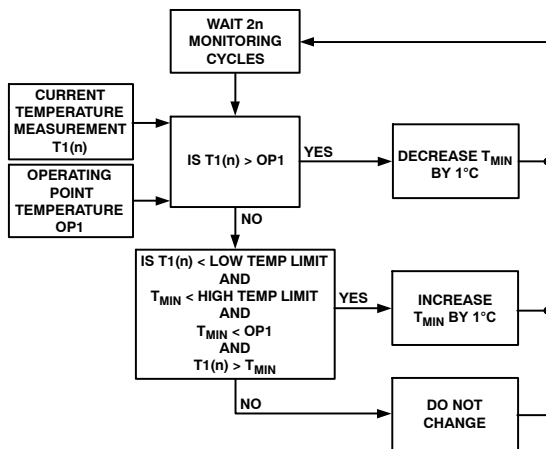 WAIT 2n
MONITORING
CYCLES
CURRENT
TEMPERATURE
MEASUREMENT
T1(n)
IS T1(n) > OP1
YES
DECREASE TMIN
BY 1°C
OPERATING
POINT
TEMPERATURE
OP1
NO
IS T1(n) < LOW TEMP LIMIT
AND
TMIN < HIGH TEMP LIMIT
AND
TMIN < OP1
AND
T1(n) > TMIN
YES
INCREASE
TMIN BY 1°C
NO
DO NOT
CHANGE